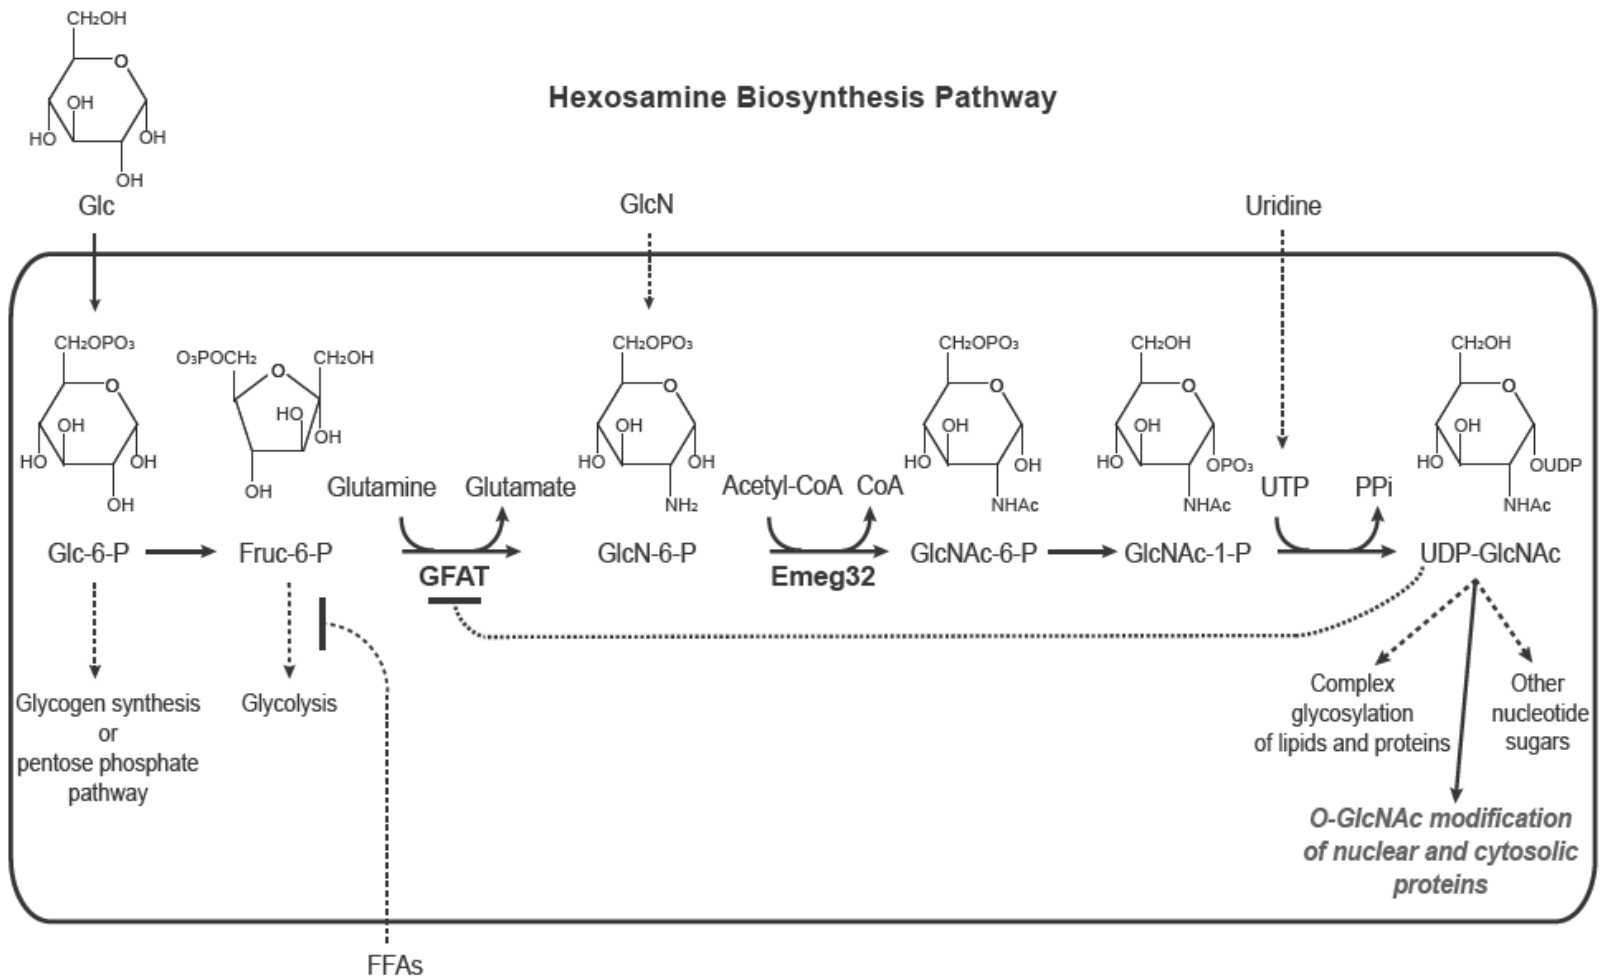 CH₂OH
O
OH
HO
OH
OH
Glc
Hexosamine Biosynthesis Pathway
GlcN
Uridine
CH₂OPO₃
O
OH
HO
OH
OH
O₃POCH₂
CH₂OH
O
HO
OH
OH
CH₂OPO₃
O
OH
HO
OH
NH₂
CH₂OPO₃
O
OH
HO
OH
NHAc
CH₂OH
O
OH
HO
OPO₃
NHAc
CH₂OH
O
OH
HO
OUDP
NHAc
Glutamine
Glutamate
Acetyl-CoA
CoA
UTP
PPi
Glc-6-P
Fruc-6-P
GFAT
GlcN-6-P
Emeg32
GlcNAc-6-P
GlcNAc-1-P
UDP-GlcNAc
Glycogen synthesis
or
pentose phosphate
pathway
Glycolysis
Complex
glycosylation
of lipids and proteins
Other
nucleotide
sugars
O-GlcNAc modification
of nuclear and cytosolic
proteins
FFAs